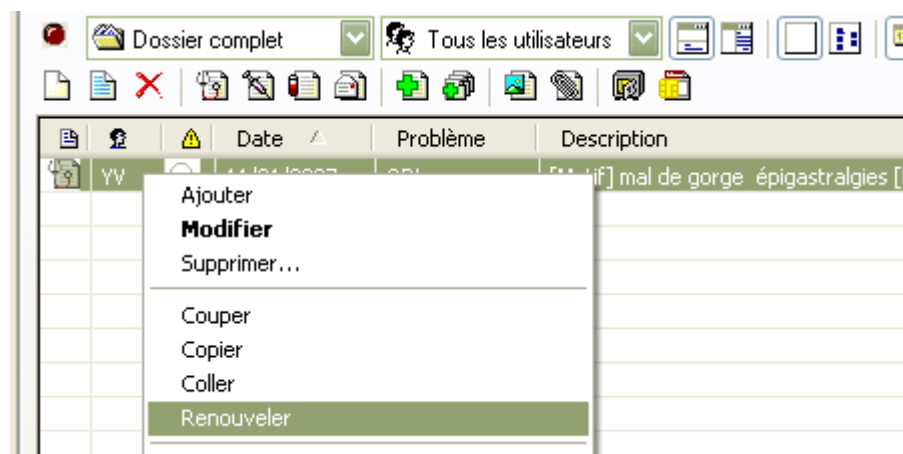 Dossier complet Tous les utilisateurs
Date Problème Description
YV [Motif] mal de gorge épigastralgies [
Ajouter
Modifier
Supprimer...
Couper
Copier
Coller
Renouveler